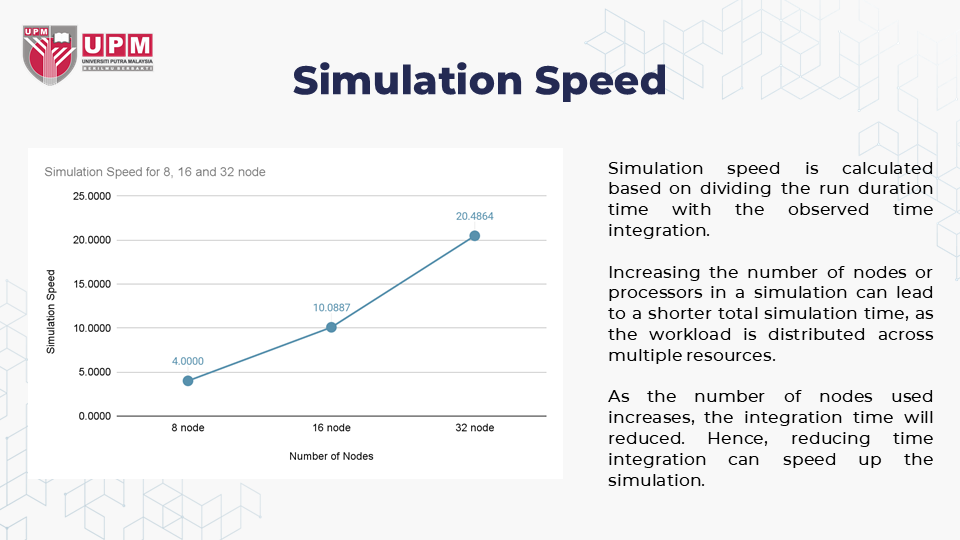 UPM
UPM
UNIVERSITI PUTRA MALAYSIA
Simulation Speed
Simulation Speed for 8, 16 and 32 node
25.0000
20.0000
15.0000
10.0000
5.0000
0.0000
Simulation Speed
4.0000
10.0887
20.4864
8 node
16 node
32 node
Number of Nodes
Simulation speed is calculated
based on dividing the run duration
time with the observed time
integration.
Increasing the number of nodes or
processors in a simulation can lead
to a shorter total simulation time, as
the workload is distributed across
multiple resources.
As the number of nodes used
increases, the integration time will
reduced. Hence, reducing time
integration can speed up the
simulation.